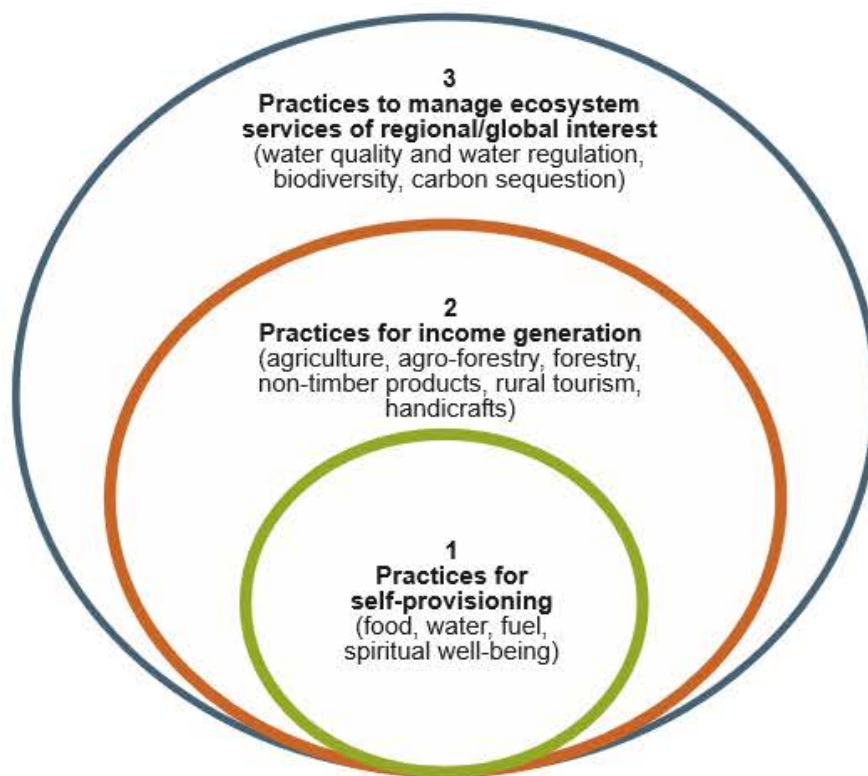 3
Practices to manage ecosystem
services of regional/global interest
(water quality and water regulation,
biodiversity, carbon sequestion)
2
Practices for income generation
(agriculture, agro-forestry, forestry,
non-timber products, rural tourism,
handicrafts)
1
Practices for
self-provisioning
(food, water, fuel,
spiritual well-being)